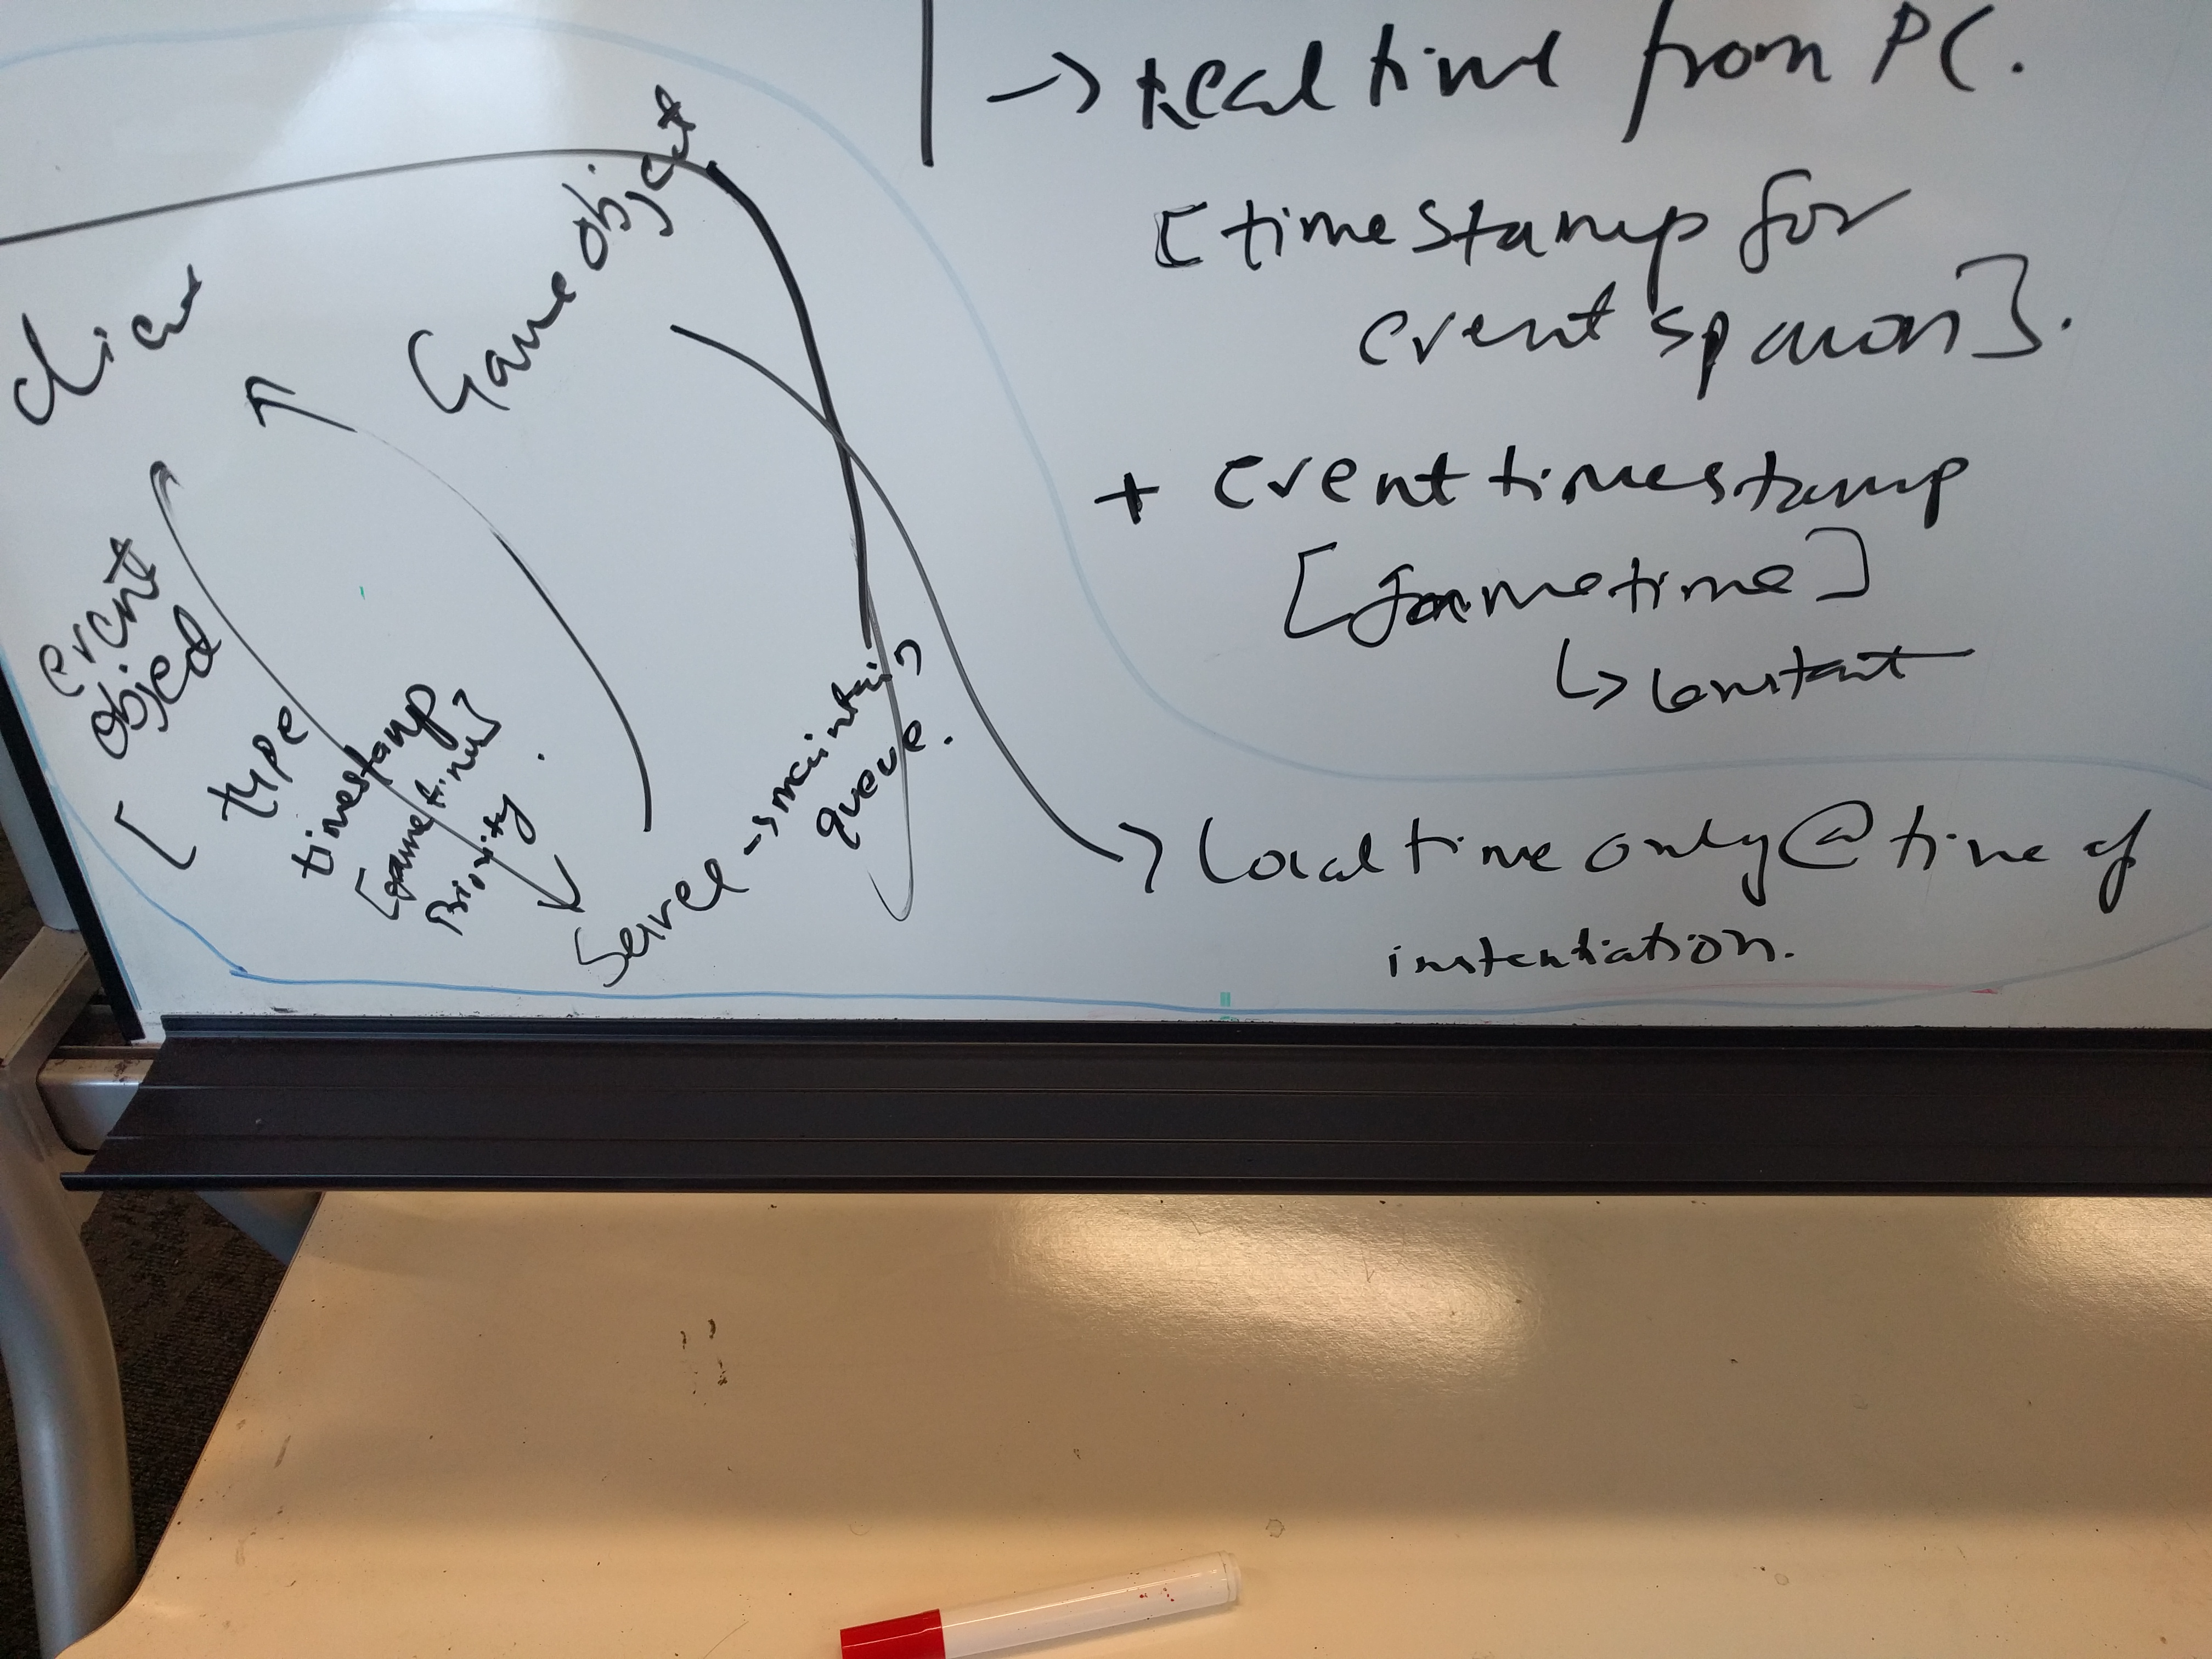 → Real time from PC.
[timestamp for
event spawn].
+ event timestamp
[gametime]
↳ constant
→ Local time only @ time of
instentiation.
Game Object
client
event
object
[ type
timestamp
[gametime]
Priority.
Server → maintain
queue.